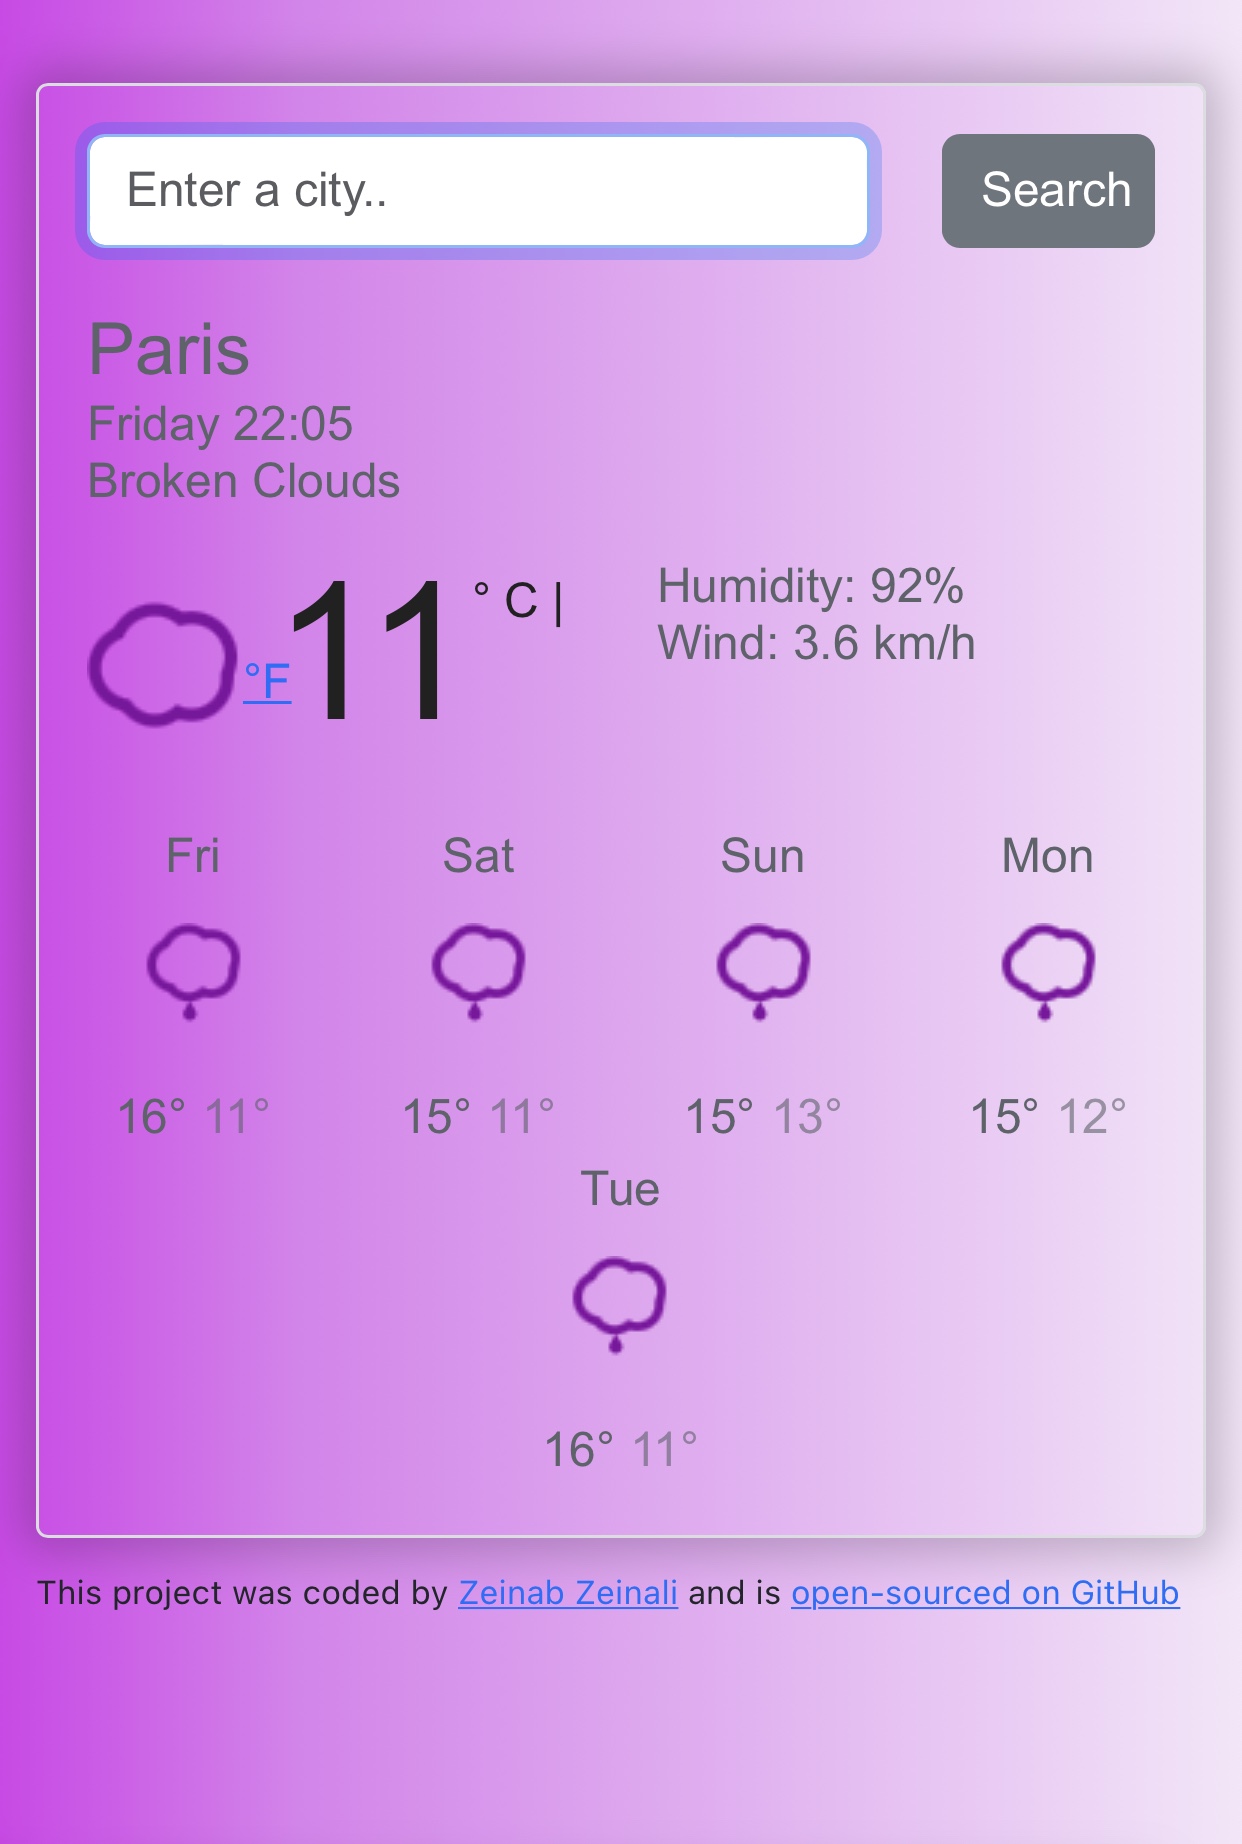 Enter a city..
Search
Paris
Friday 22:05
Broken Clouds
°F 11 ° C |
Humidity: 92%
Wind: 3.6 km/h
Fri Sat Sun Mon
16° 11° 15° 11° 15° 13° 15° 12°
Tue
16° 11°
This project was coded by Zeinab Zeinali and is open-sourced on GitHub